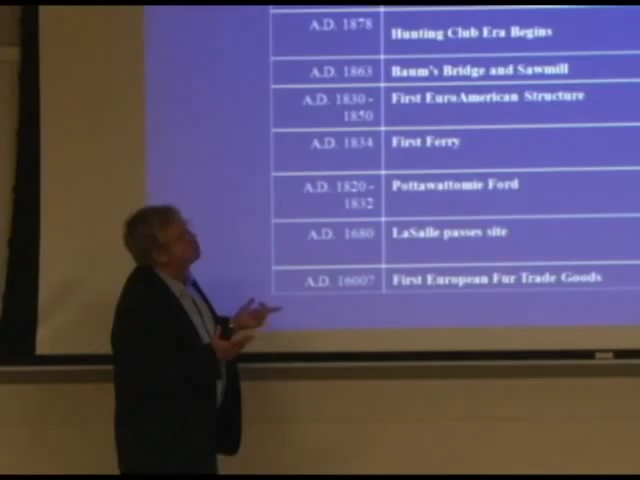 A.D. 1878 Hunting Club Era Begins
A.D. 1863 Baum's Bridge and Sawmill
A.D. 1830 - First EuroAmerican Structure
1850
A.D. 1834 First Ferry
A.D. 1820 - Pottawattomie Ford
1832
A.D. 1680 LaSalle passes site
A.D. 1600? First European Fur Trade Goods